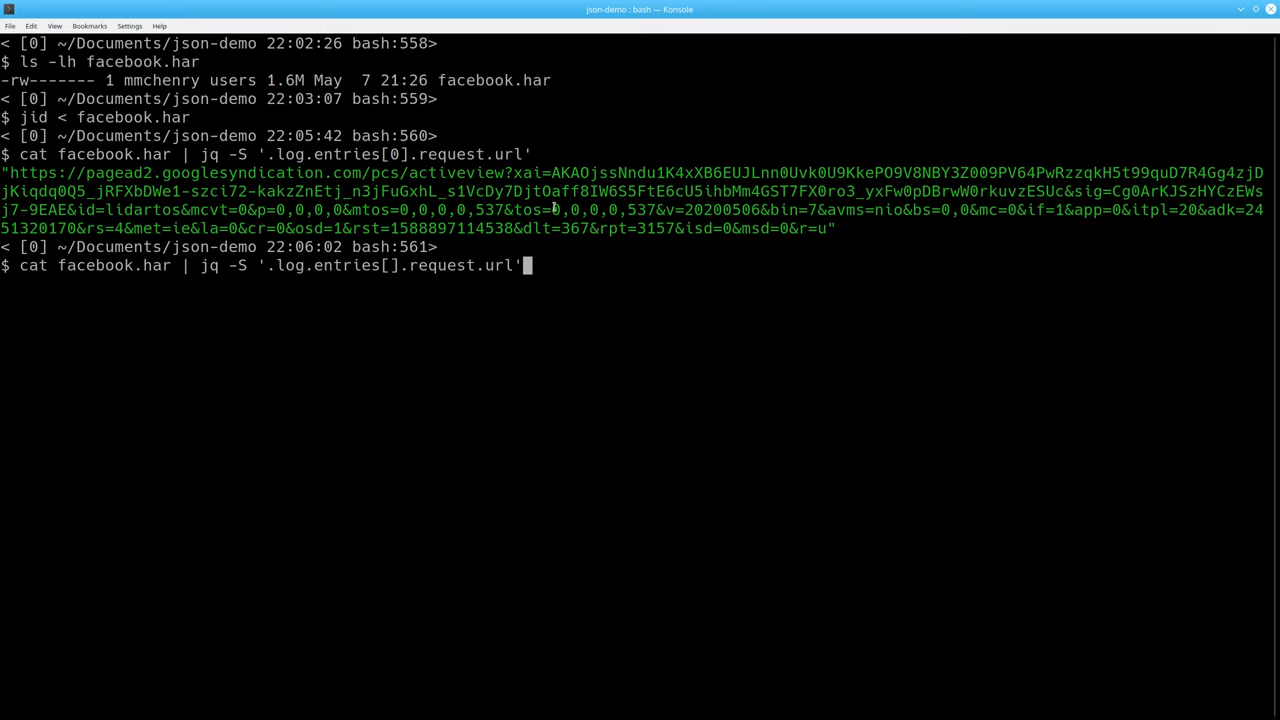 json-demo : bash — Konsole
File Edit View Bookmarks Settings Help
< [0] ~/Documents/json-demo 22:02:26 bash:558>
$ ls -lh facebook.har
-rw------- 1 mmchenry users 1.6M May  7 21:26 facebook.har
< [0] ~/Documents/json-demo 22:03:07 bash:559>
$ jid < facebook.har
< [0] ~/Documents/json-demo 22:05:42 bash:560>
$ cat facebook.har | jq -S '.log.entries[0].request.url'
"https://pagead2.googlesyndication.com/pcs/activeview?xai=AKAOjssNndu1K4xXB6EUJLnn0Uvk0U9KkePO9V8NBY3Z009PV64PwRzzqkH5t99quD7R4Gg4zjD
jKiqdq0Q5_jRFXbDWe1-szci72-kakzZnEtj_n3jFuGxhL_s1VcDy7DjtOaff8IW6S5FtE6cU5ihbMm4GST7FX0ro3_yxFw0pDBrwW0rkuvzESUc&sig=Cg0ArKJSzHYCzEWs
j7-9EAE&id=lidartos&mcvt=0&p=0,0,0,0&mtos=0,0,0,0,537&tos=0,0,0,0,537&v=20200506&bin=7&avms=nio&bs=0,0&mc=0&if=1&app=0&itpl=20&adk=24
51320170&rs=4&met=ie&la=0&cr=0&osd=1&rst=1588897114538&dlt=367&rpt=3157&isd=0&msd=0&r=u"
< [0] ~/Documents/json-demo 22:06:02 bash:561>
$ cat facebook.har | jq -S '.log.entries[].request.url'